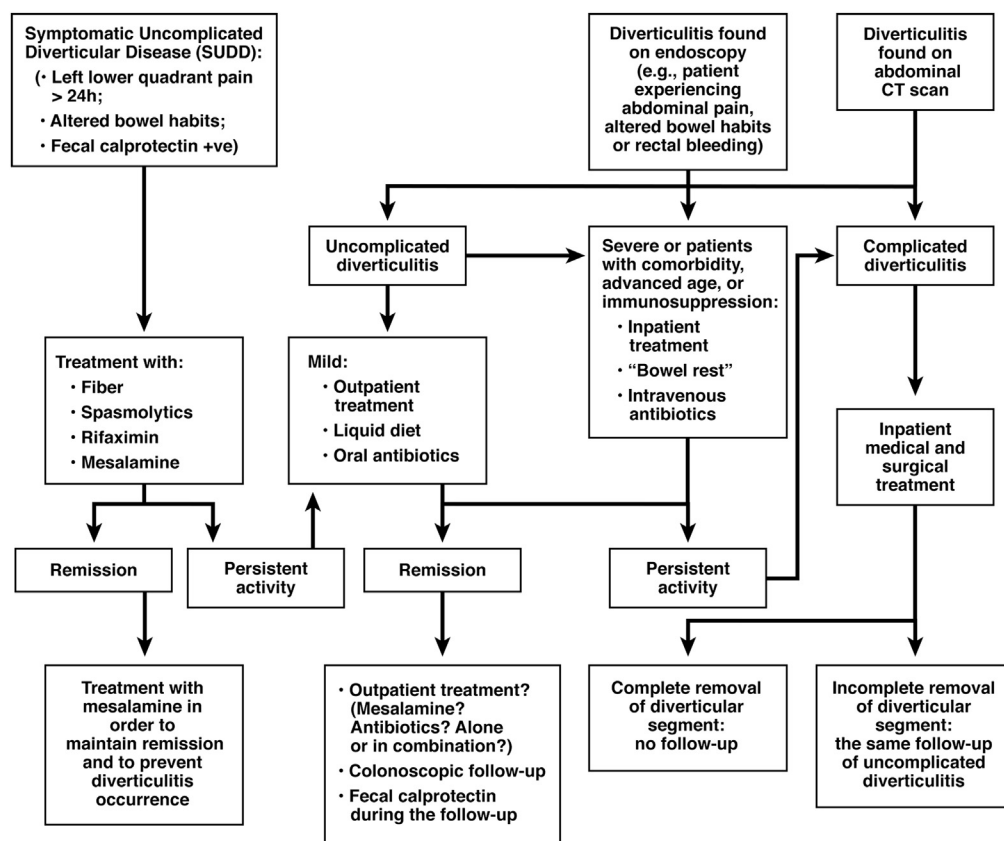 Symptomatic Uncomplicated
Diverticular Disease (SUDD):
(· Left lower quadrant pain
> 24h;
· Altered bowel habits;
· Fecal calprotectin +ve)
Diverticulitis found
on endoscopy
(e.g., patient
experiencing
abdominal pain,
altered bowel habits
or rectal bleeding)
Diverticulitis
found on
abdominal
CT scan
Uncomplicated
diverticulitis
Severe or patients
with comorbidity,
advanced age, or
immunosuppression:
· Inpatient
treatment
· “Bowel rest”
· Intravenous
antibiotics
Complicated
diverticulitis
Treatment with:
· Fiber
· Spasmolytics
· Rifaximin
· Mesalamine
Mild:
· Outpatient
treatment
· Liquid diet
· Oral antibiotics
Inpatient
medical and
surgical
treatment
Remission
Persistent
activity
Remission
Persistent
activity
Treatment with
mesalamine in
order to
maintain remission
and to prevent
diverticulitis
occurrence
· Outpatient treatment?
(Mesalamine?
Antibiotics? Alone
or in combination?)
· Colonoscopic follow-up
· Fecal calprotectin
during the follow-up
Complete removal
of diverticular
segment:
no follow-up
Incomplete removal
of diverticular
segment:
the same follow-up
of uncomplicated
diverticulitis